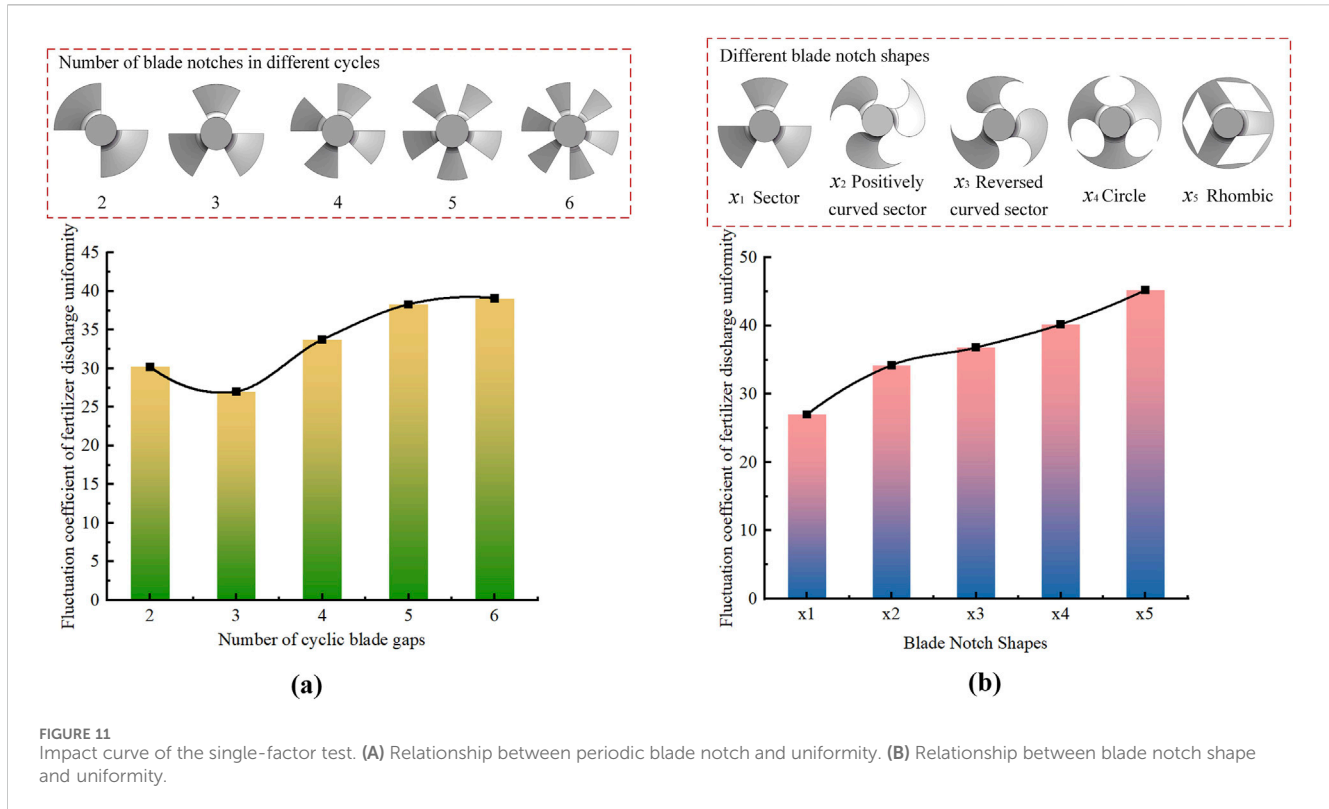 Number of blade notches in different cycles
2 3 4 5 6
Fluctuation coefficient of fertilizer discharge uniformity
45
40
35
30
25
20
15
10
5
0
2 3 4 5 6
Number of cyclic blade gaps
(a)
Different blade notch shapes
x1 Sector
x2 Positively
curved sector
x3 Reversed
curved sector
x4 Circle
x5 Rhombic
Fluctuation coefficient of fertilizer discharge uniformity
50
40
30
20
10
0
x1 x2 x3 x4 x5
Blade Notch Shapes
(b)
FIGURE 11
Impact curve of the single-factor test. (A) Relationship between periodic blade notch and uniformity. (B) Relationship between blade notch shape
and uniformity.